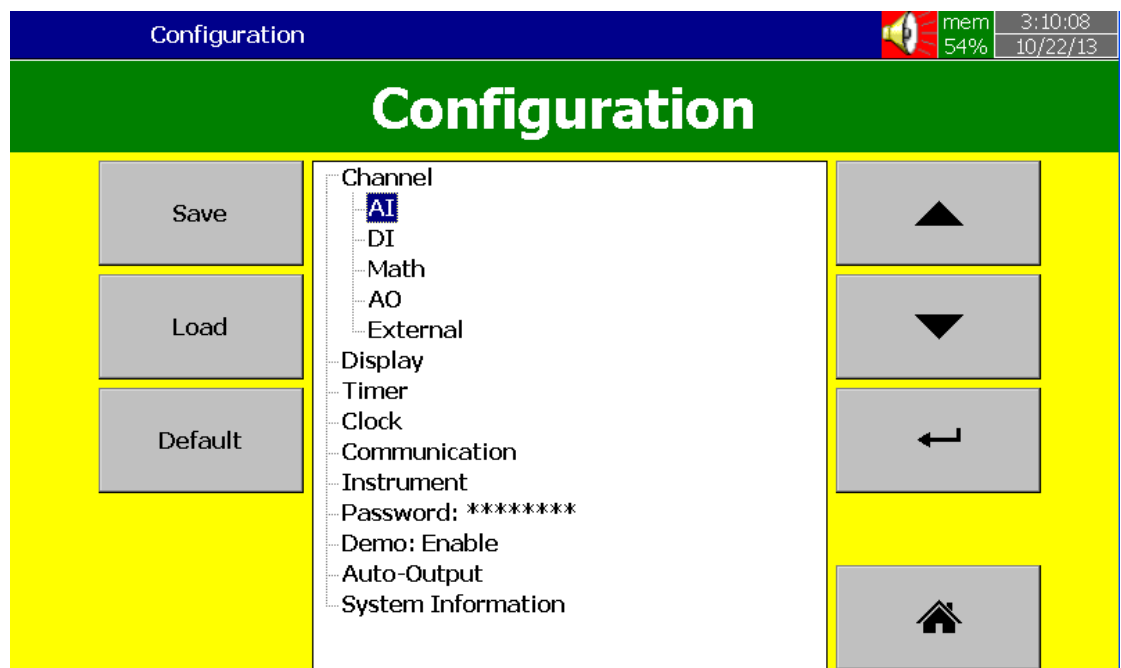 Configuration
mem
54%
3:10:08
10/22/13
Configuration
Save
Load
Default
Channel
AI
DI
Math
AO
External
Display
Timer
Clock
Communication
Instrument
Password: ********
Demo: Enable
Auto-Output
System Information